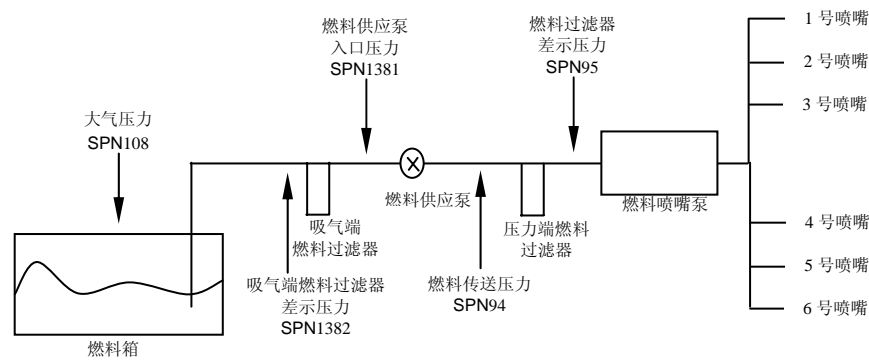 燃料供应泵
入口压力
SPN1381
燃料过滤器
差示压力
SPN95
1 号喷嘴
2 号喷嘴
3 号喷嘴
大气压力
SPN108
燃料供应泵
燃料喷嘴泵
吸气端
燃料过滤器
压力端燃料
过滤器
4 号喷嘴
5 号喷嘴
6 号喷嘴
吸气端燃料过滤器
差示压力
SPN1382
燃料传送压力
SPN94
燃料箱